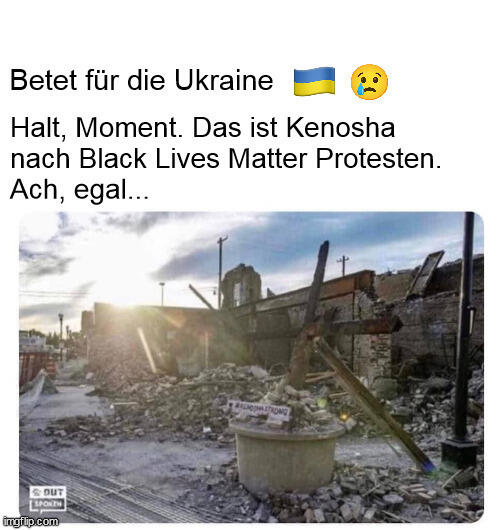 Betet für die Ukraine 🇺🇦 😢
Halt, Moment. Das ist Kenosha
nach Black Lives Matter Protesten.
Ach, egal...
#KENOSHASTRONG
OUT
SPOKEN
imgflip.com